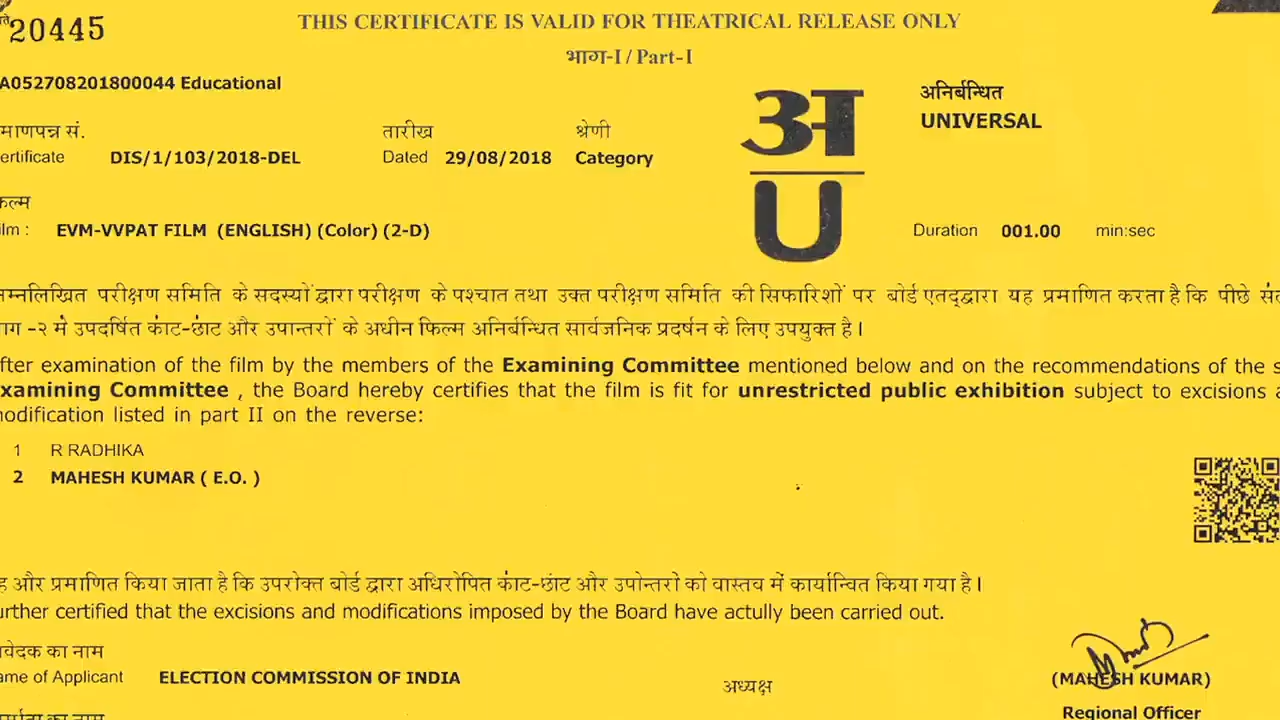 20445
THIS CERTIFICATE IS VALID FOR THEATRICAL RELEASE ONLY
भाग-I / Part-I
A052708201800044 Educational
अनिर्बन्धित
UNIVERSAL
अ
U
माणपत्र सं. तारीख श्रेणी
ertificate DIS/1/103/2018-DEL Dated 29/08/2018 Category
ilm : EVM-VVPAT FILM (ENGLISH) (Color) (2-D) Duration 001.00 min:sec
म्नलिखित परीक्षण समिति के सदस्यों द्वारा परीक्षण के पश्चात तथा उक्त परीक्षण समिति की सिफारिशों पर बोर्ड एतद्द्वारा यह प्रमाणित करता है कि पीछे
ाग -२ में उपदर्षित कांट-छांट और उपान्तरों के अधीन फिल्म अनिर्बन्धित सार्वजनिक प्रदर्षन के लिए उपयुक्त है।
fter examination of the film by the members of the Examining Committee mentioned below and on the recommendations of the s
xamining Committee , the Board hereby certifies that the film is fit for unrestricted public exhibition subject to excisions a
nodification listed in part II on the reverse:
1 R RADHIKA
2 MAHESH KUMAR ( E.O. )
ह और प्रमाणित किया जाता है कि उपरोक्त बोर्ड द्वारा अधिरोपित कांट-छांट और उपोन्तरों को वास्तव में कार्यान्वित किया गया है।
urther certified that the excisions and modifications imposed by the Board have actully been carried out.
वेदक का नाम
ame of Applicant ELECTION COMMISSION OF INDIA
अध्यक्ष
(MAHESH KUMAR)
Regional Officer